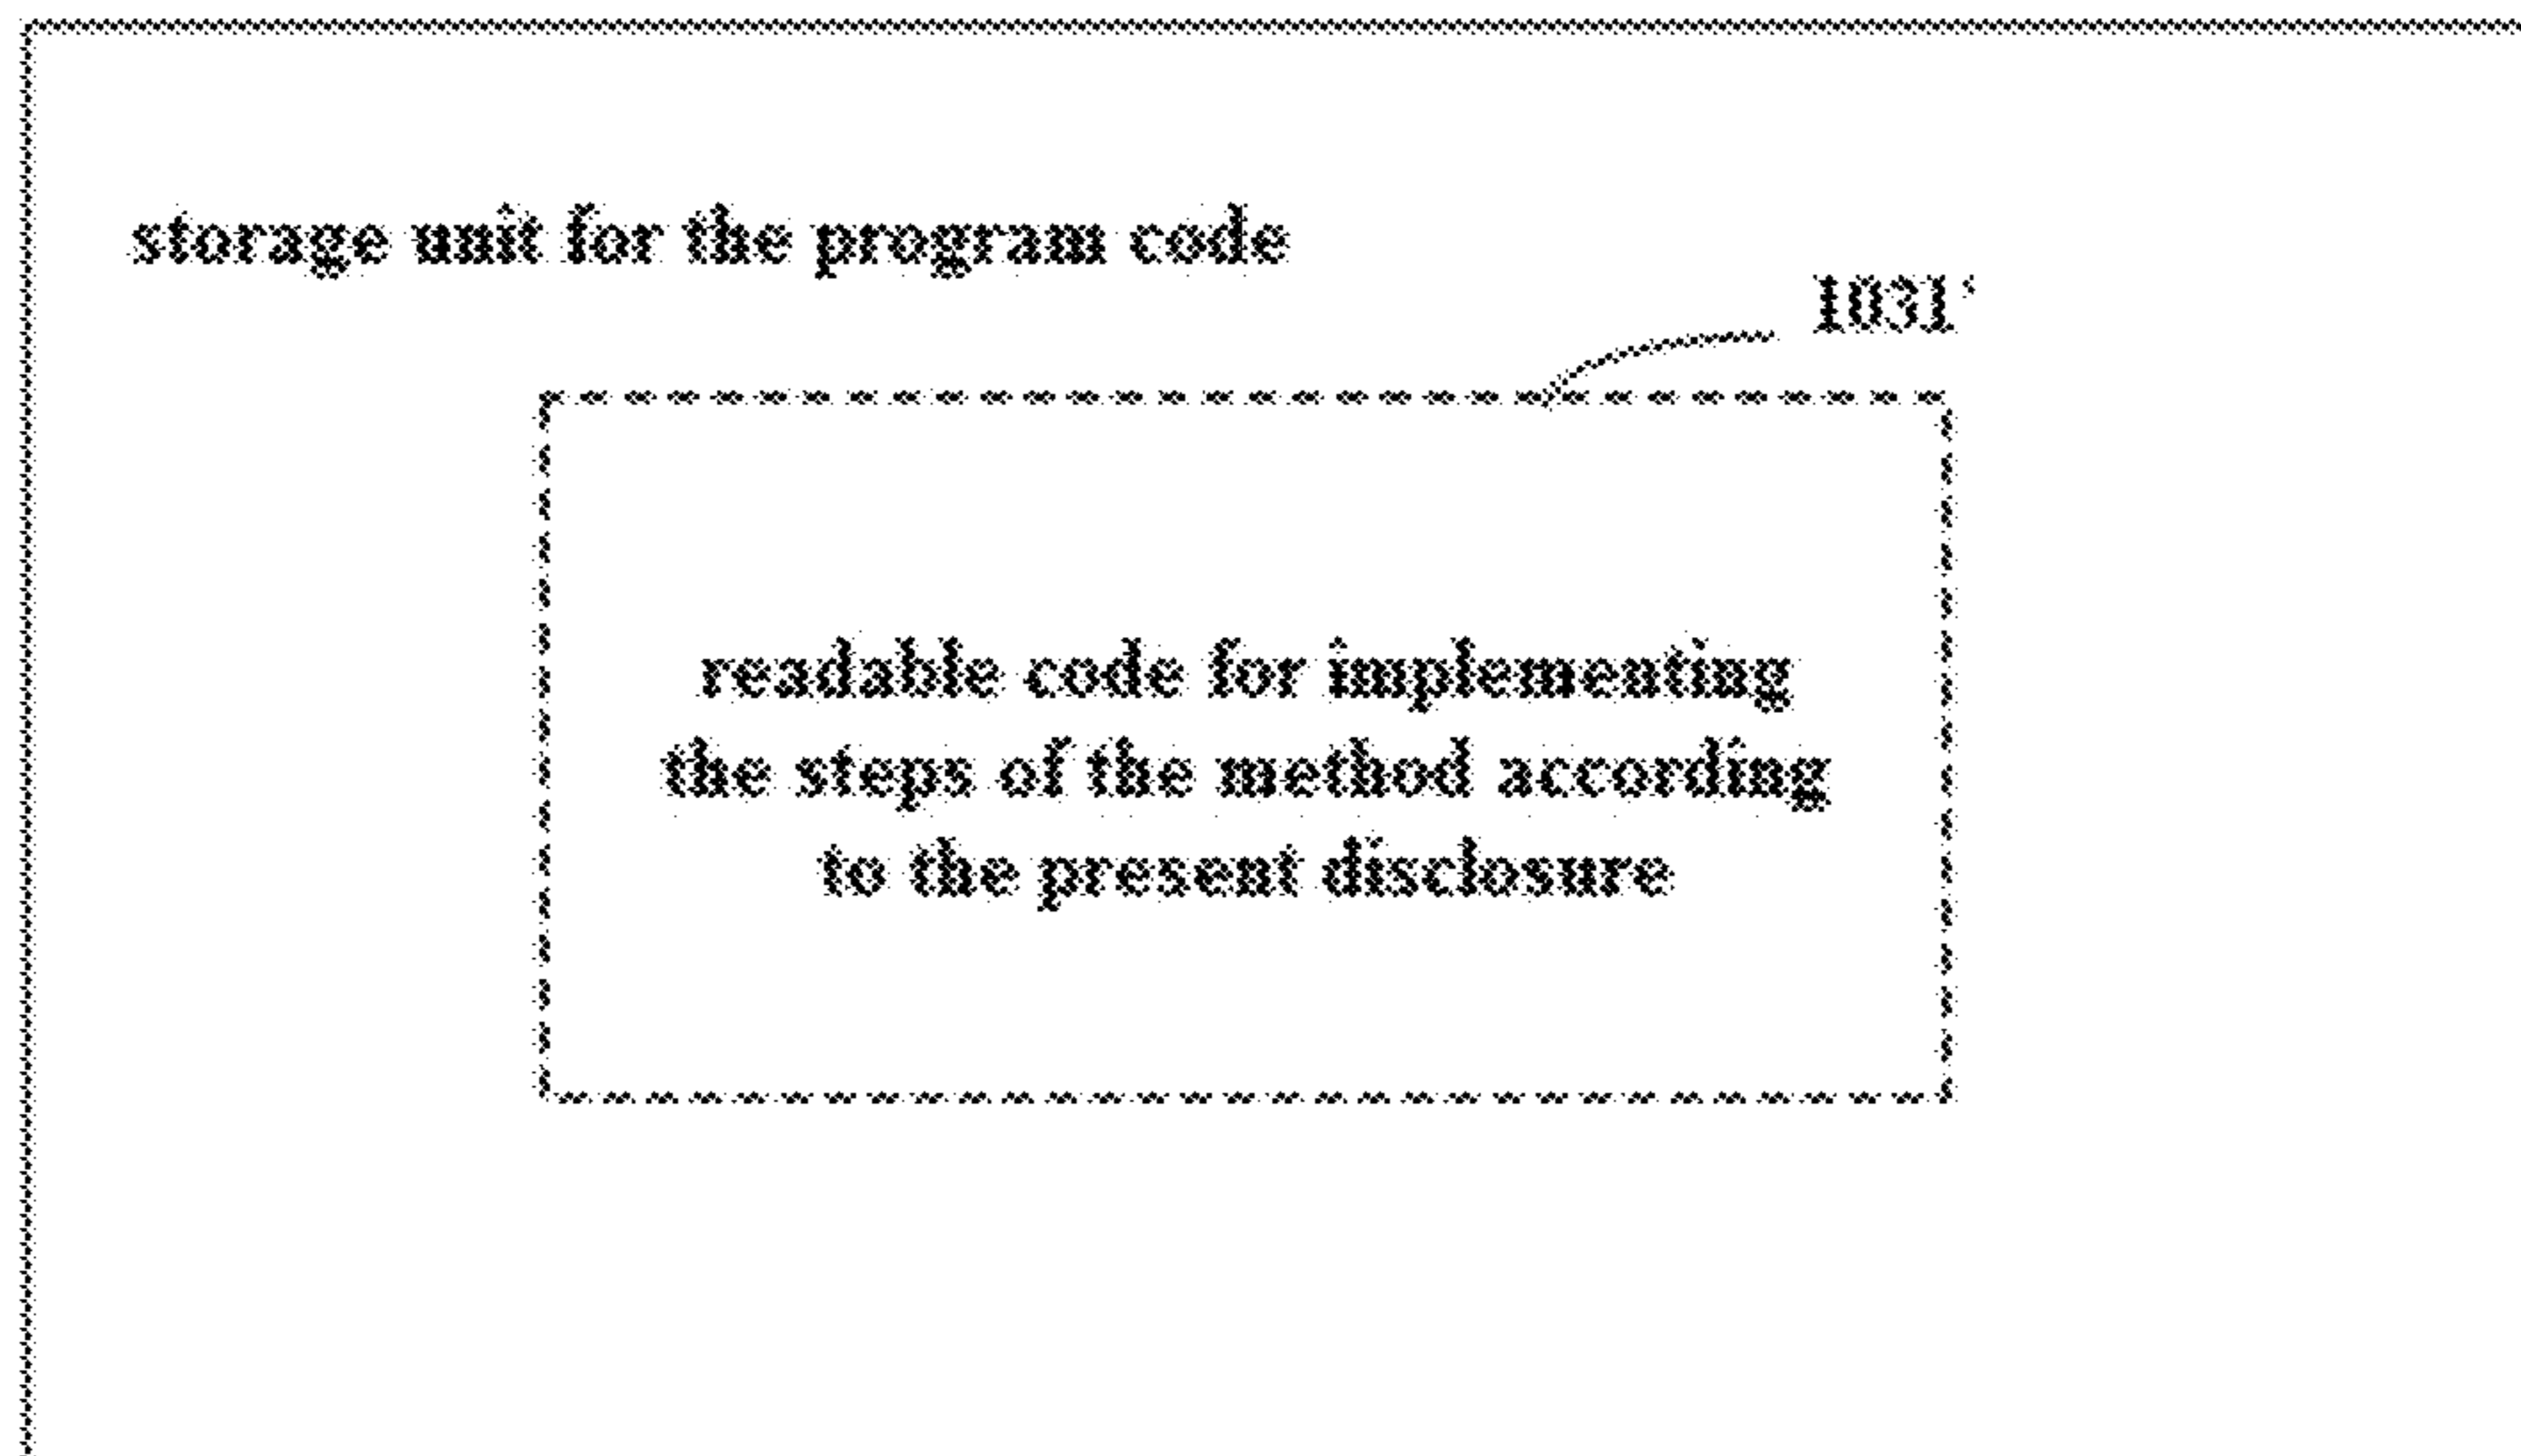 storage unit for the program code
1031'
readable code for implementing
the steps of the method according
to the present disclosure